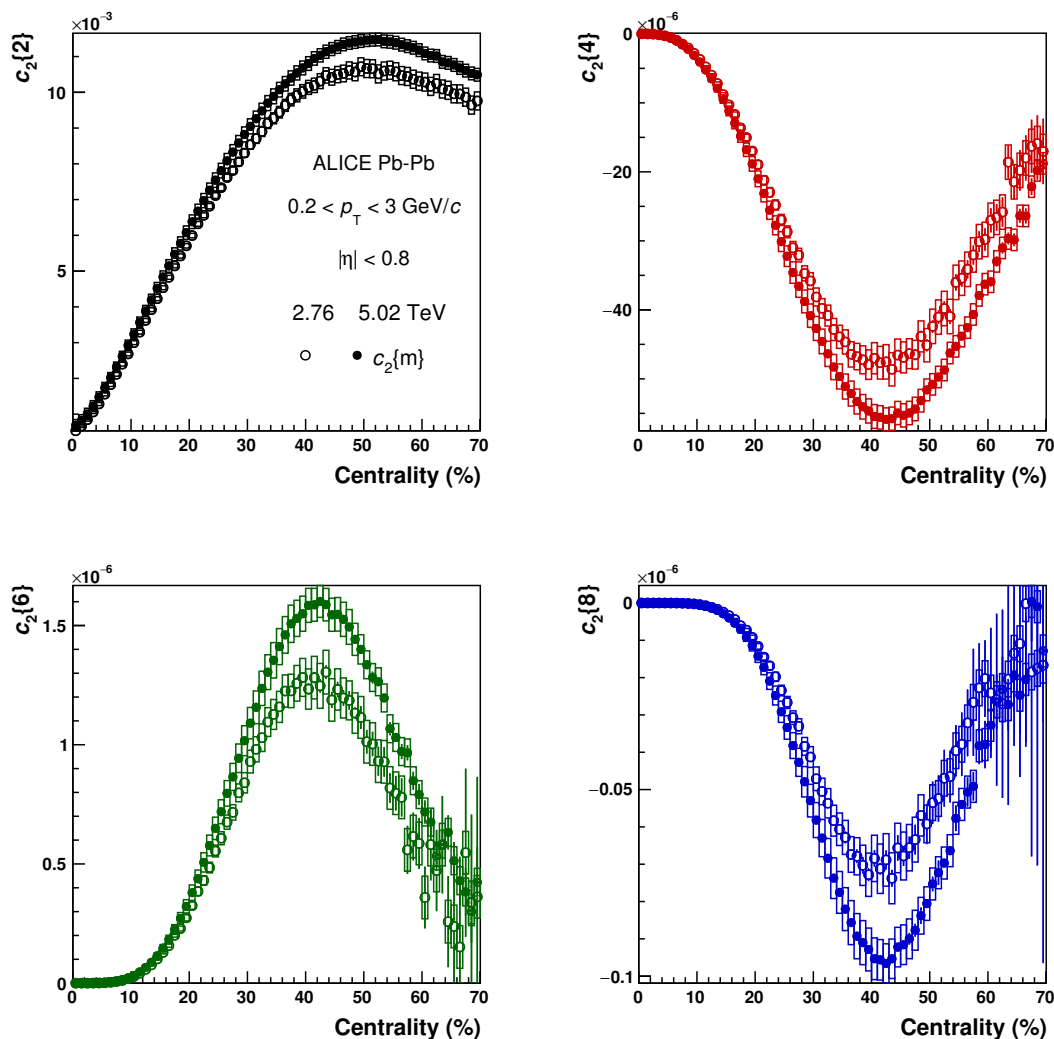 ×10⁻³
c₂{2}
10
5
ALICE Pb-Pb
0.2 < p_T < 3 GeV/c
|η| < 0.8
2.76 5.02 TeV
c₂{m}
0 10 20 30 40 50 60 70
Centrality (%)
×10⁻⁶
c₂{4}
0
−20
−40
0 10 20 30 40 50 60 70
Centrality (%)
×10⁻⁶
c₂{6}
1.5
1
0.5
0
0 10 20 30 40 50 60 70
Centrality (%)
×10⁻⁶
c₂{8}
0
−0.05
−0.1
0 10 20 30 40 50 60 70
Centrality (%)